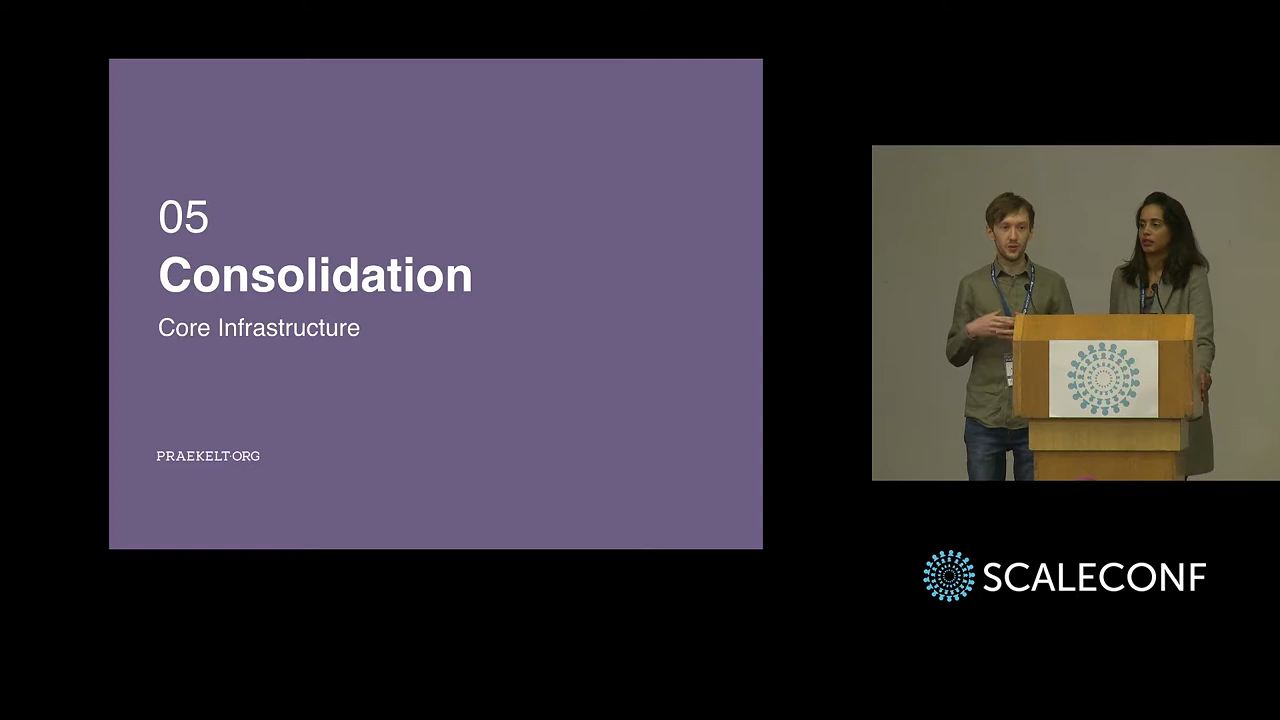 05
Consolidation
Core Infrastructure
PRAEKELT.ORG
SCALECONF